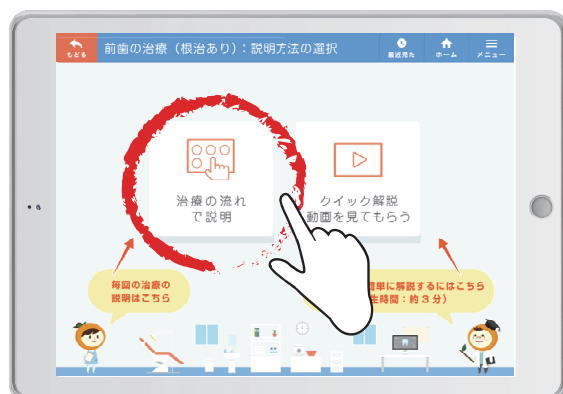 もどる
前歯の治療（根治あり）：説明方法の選択
最近見た
ホーム
メニュー
治療の流れ
で説明
クイック解説
動画を見てもらう
毎回の治療の
説明はこちら
簡単に解説するにはこちら
生時間：約３分）